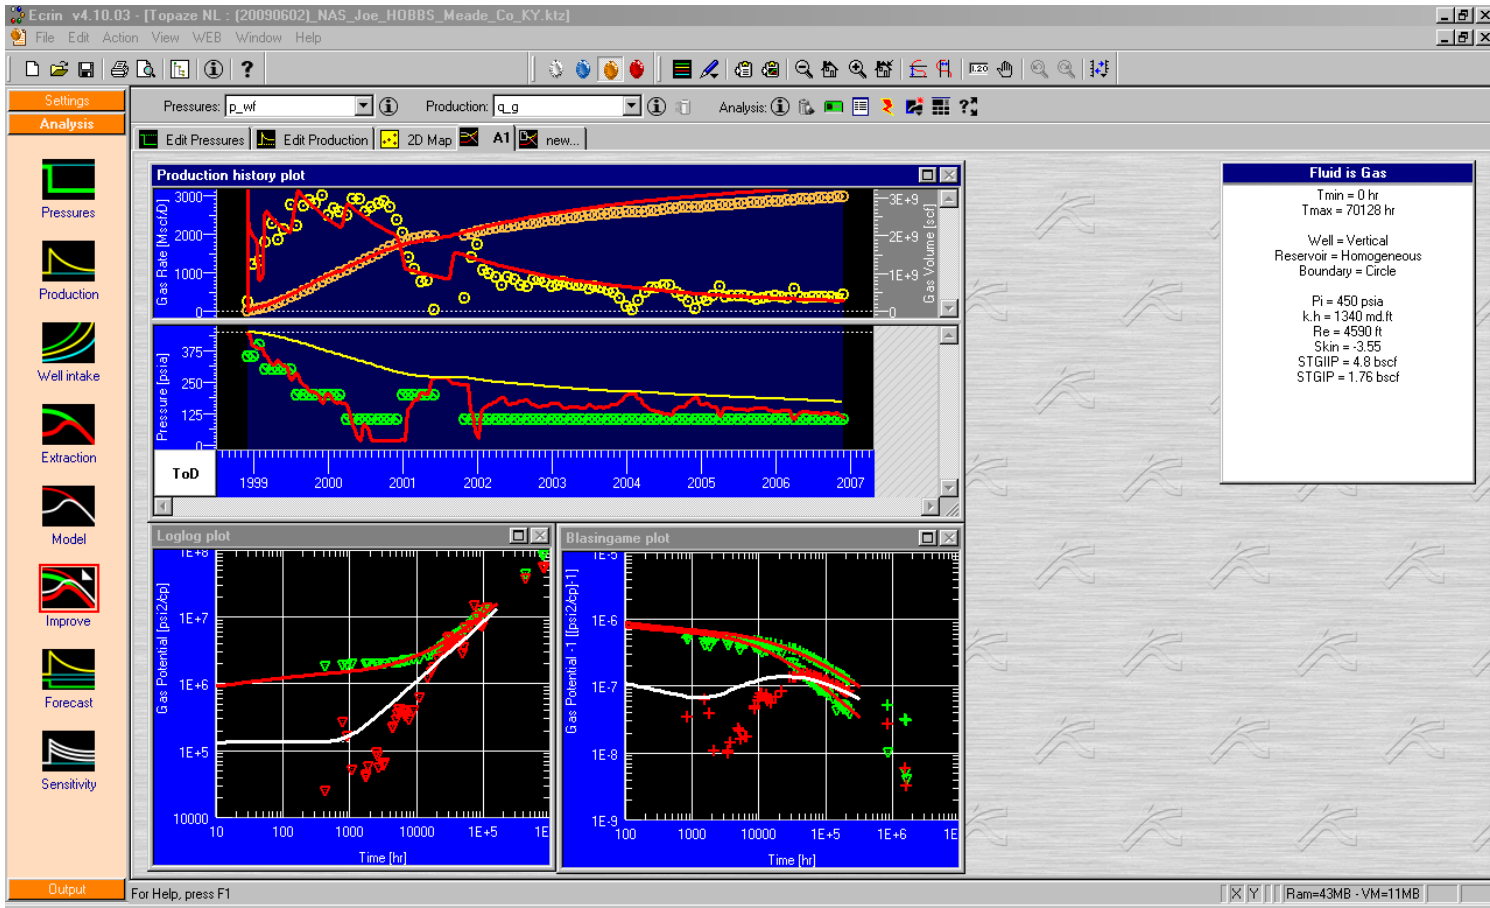 Ecrin v4.10.03 - [Topaze NL : (20090602)_NAS_Joe_HOBBS_Meade_Co_KY.ktz]
File Edit Action View WEB Window Help
Settings
Analysis
Pressures
Production
Well intake
Extraction
Model
Improve
Forecast
Sensitivity
Output
Pressures: p_wf Production: q_g Analysis:
Edit Pressures Edit Production 2D Map A1 new...
Production history plot
Gas Rate [Mscf/D]
3000
2000
1000
0
3E+9
2E+9
1E+9
0
Gas Volume [scf]
Pressure [psia]
375
250
125
0
ToD
1999 2000 2001 2002 2003 2004 2005 2006 2007
Loglog plot
Gas Potential [psi2/cp]
1E+8
1E+7
1E+6
1E+5
10000
10 100 1000 10000 1E+5 1E
Time [hr]
Blasingame plot
Gas Potential -1 [[psi2/cp]-1]
1E-5
1E-6
1E-7
1E-8
1E-9
100 1000 10000 1E+5 1E+6 1E
Time [hr]
Fluid is Gas
Tmin = 0 hr
Tmax = 70128 hr
Well = Vertical
Reservoir = Homogeneous
Boundary = Circle
Pi = 450 psia
k.h = 1340 md.ft
Re = 4590 ft
Skin = -3.55
STGIIP = 4.8 bscf
STGIP = 1.76 bscf
For Help, press F1
X Y
Ram=43MB - VM=11MB